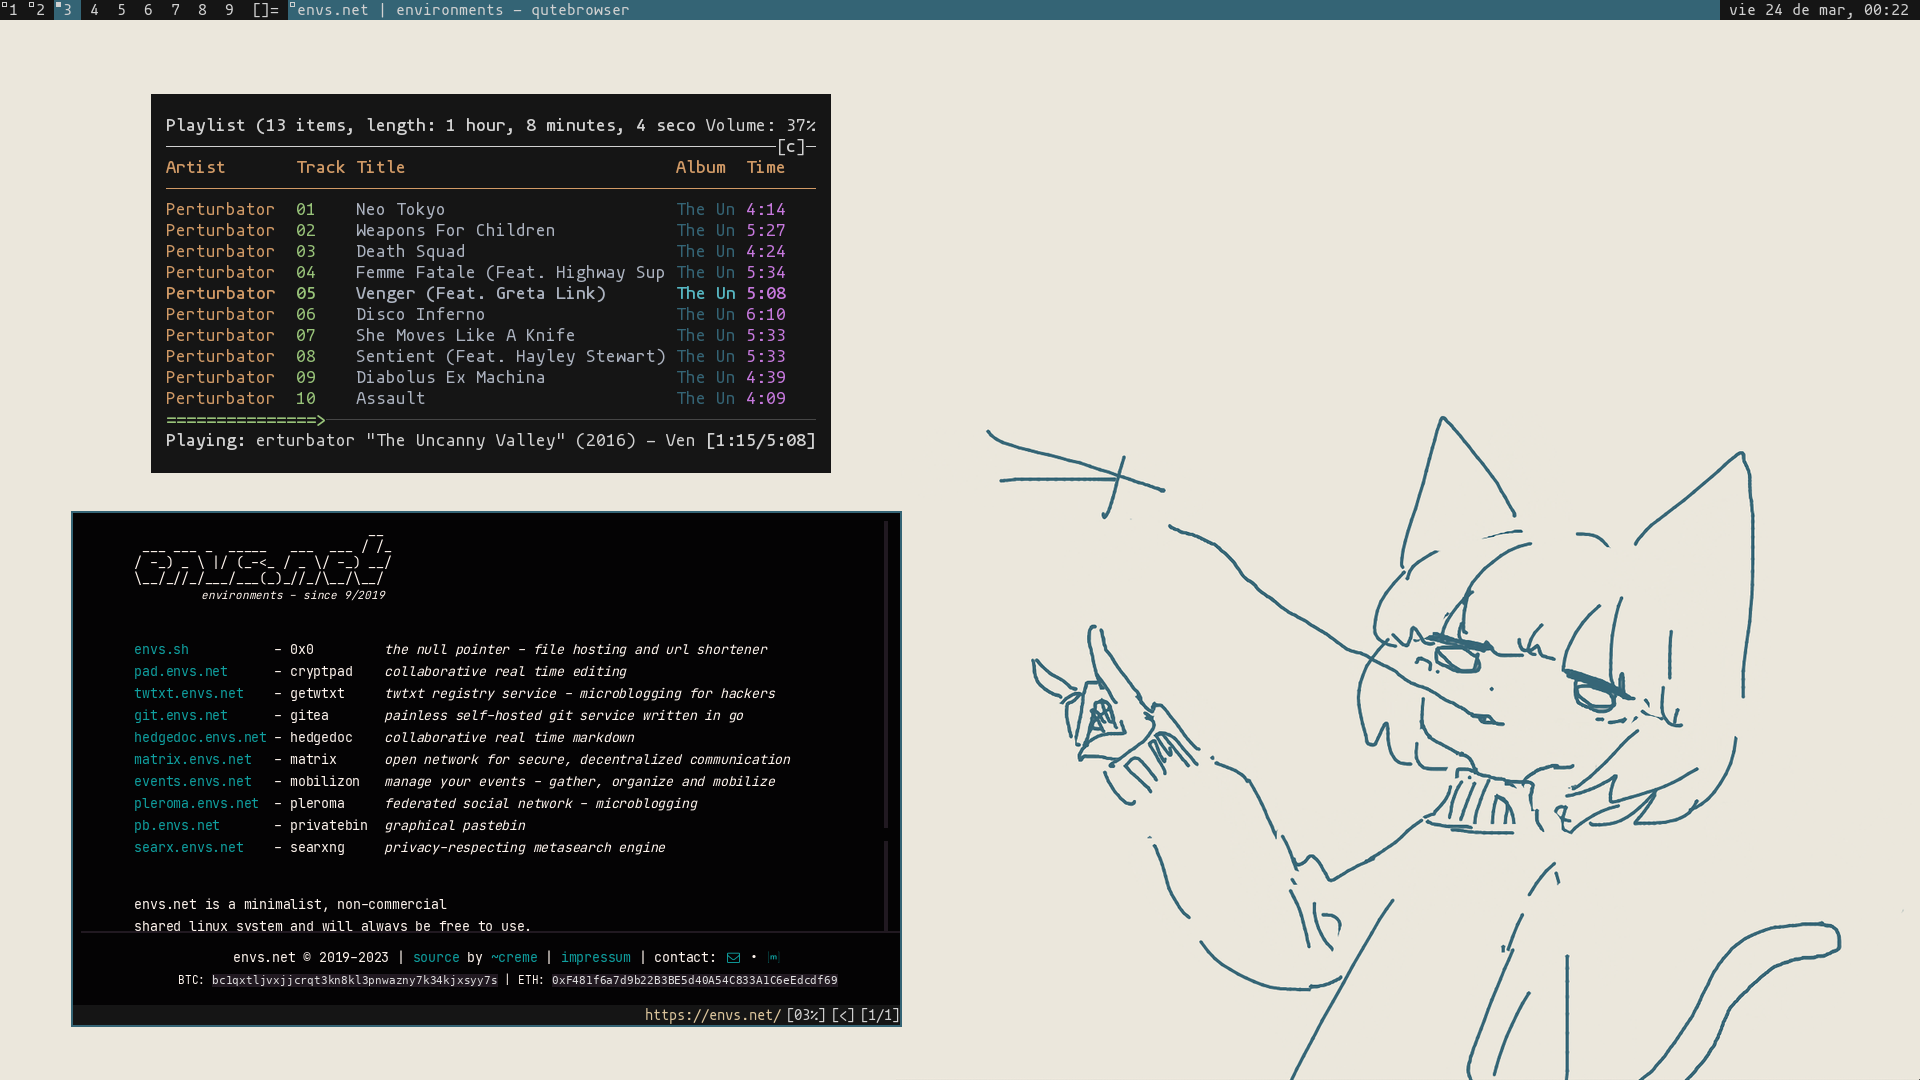 1 2 3 4 5 6 7 8 9 []= envs.net | environments - qutebrowser vie 24 de mar, 00:22
Playlist (13 items, length: 1 hour, 8 minutes, 4 seco Volume: 37%
[c]
Artist Track Title Album Time
Perturbator 01 Neo Tokyo The Un 4:14
Perturbator 02 Weapons For Children The Un 5:27
Perturbator 03 Death Squad The Un 4:24
Perturbator 04 Femme Fatale (Feat. Highway Sup The Un 5:34
Perturbator 05 Venger (Feat. Greta Link) The Un 5:08
Perturbator 06 Disco Inferno The Un 6:10
Perturbator 07 She Moves Like A Knife The Un 5:33
Perturbator 08 Sentient (Feat. Hayley Stewart) The Un 5:33
Perturbator 09 Diabolus Ex Machina The Un 4:39
Perturbator 10 Assault The Un 4:09
===============>
Playing: erturbator "The Uncanny Valley" (2016) - Ven [1:15/5:08]
environments - since 9/2019
envs.sh - 0x0 the null pointer - file hosting and url shortener
pad.envs.net - cryptpad collaborative real time editing
twtxt.envs.net - getwtxt twtxt registry service - microblogging for hackers
git.envs.net - gitea painless self-hosted git service written in go
hedgedoc.envs.net - hedgedoc collaborative real time markdown
matrix.envs.net - matrix open network for secure, decentralized communication
events.envs.net - mobilizon manage your events - gather, organize and mobilize
pleroma.envs.net - pleroma federated social network - microblogging
pb.envs.net - privatebin graphical pastebin
searx.envs.net - searxng privacy-respecting metasearch engine
envs.net is a minimalist, non-commercial
shared linux system and will always be free to use.
envs.net © 2019-2023 | source by ~creme | impressum | contact: • [m]
BTC: bc1qxtljvxjjcrqt3kn8kl3pnwazny7k34kjxsyy7s | ETH: 0xF481f6a7d9b22B3BE5d40A54C833A1C6eEdcdf69
https://envs.net/ [03%] [<] [1/1]